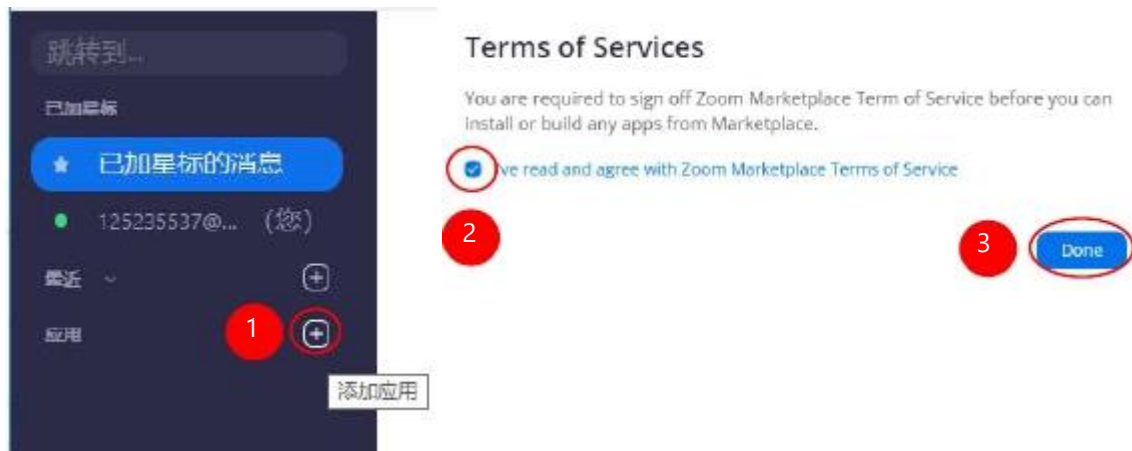 跳转到...
已加星标
已加星标的消息
125235537@... (您)
最近
应用
1
添加应用
Terms of Services
You are required to sign off Zoom Marketplace Term of Service before you can
install or build any apps from Marketplace.
've read and agree with Zoom Marketplace Terms of Service
2
3
Done